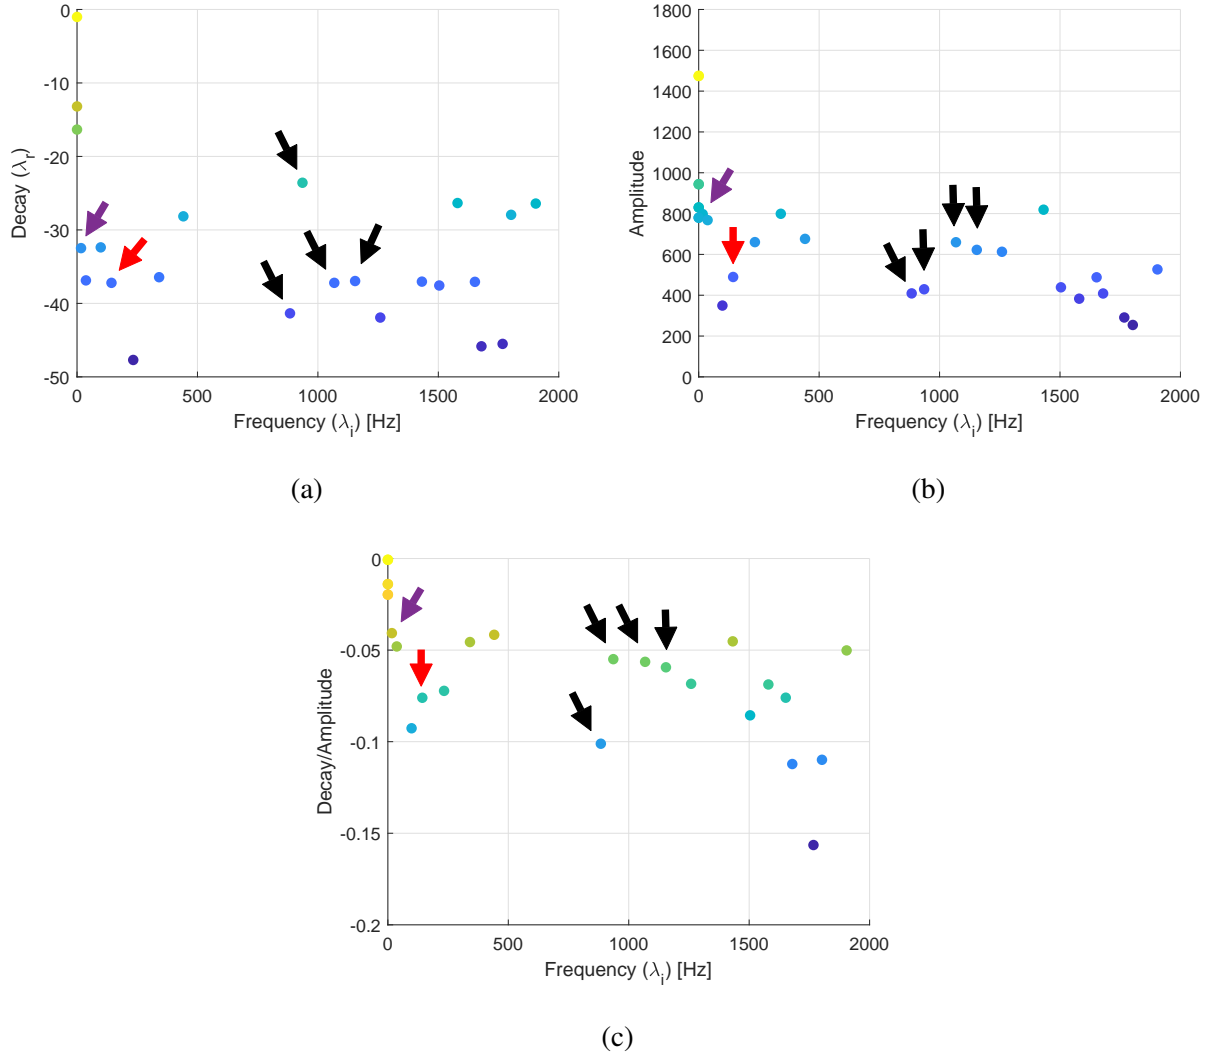 0
-10
-20
-30
-40
-50
Decay (λr)
0 500 1000 1500 2000
Frequency (λi) [Hz]
(a)
1800
1600
1400
1200
1000
800
600
400
200
0
Amplitude
0 500 1000 1500 2000
Frequency (λi) [Hz]
(b)
0
-0.05
-0.1
-0.15
-0.2
Decay/Amplitude
0 500 1000 1500 2000
Frequency (λi) [Hz]
(c)